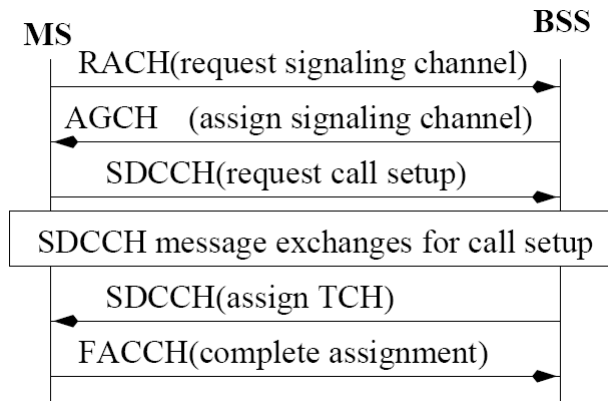 MS
BSS
RACH(request signaling channel)
AGCH (assign signaling channel)
SDCCH(request call setup)
SDCCH message exchanges for call setup
SDCCH(assign TCH)
FACCH(complete assignment)